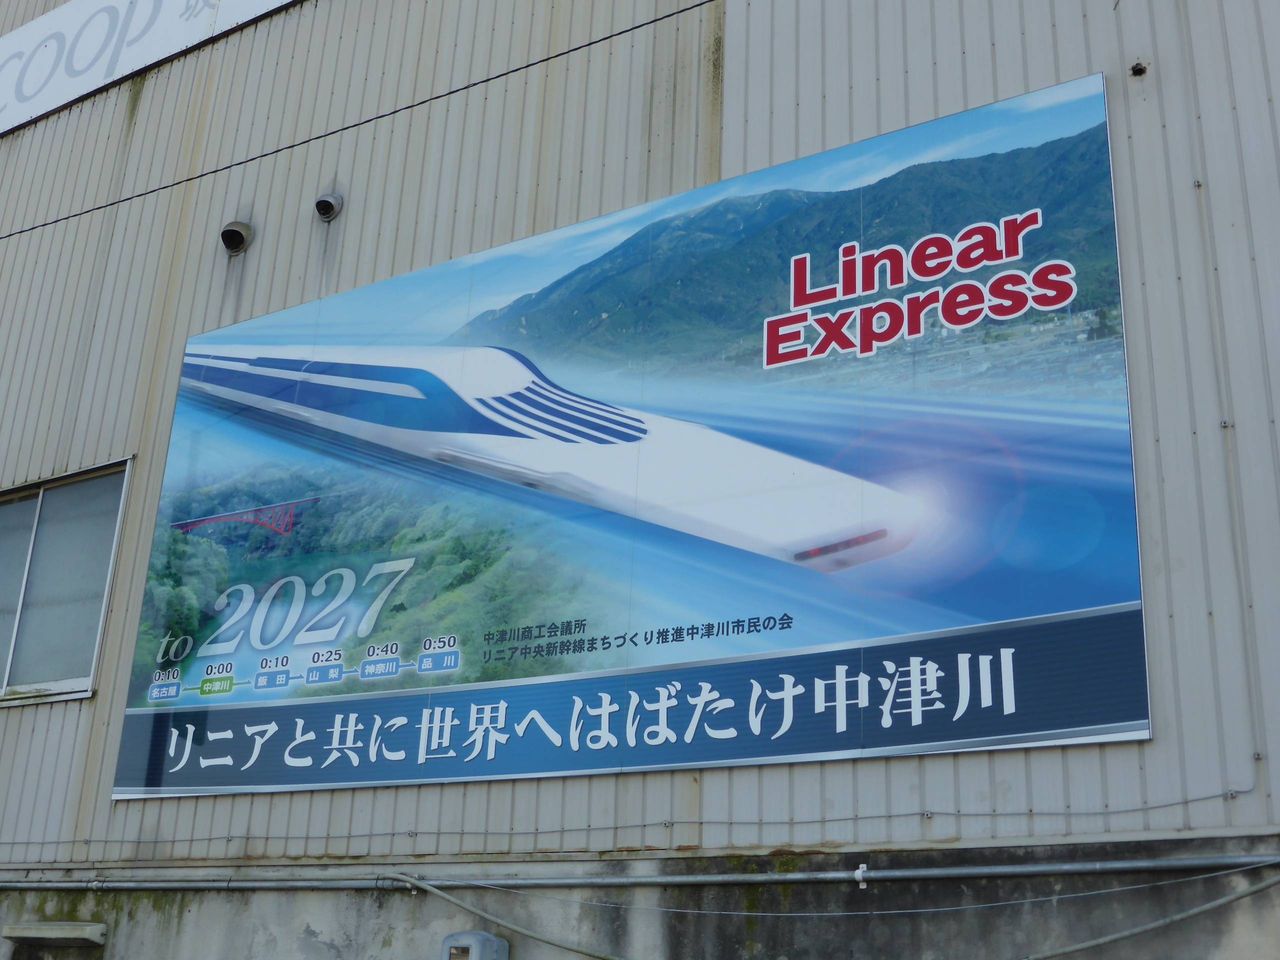 coop
Linear
Express
to 2027
0:10 0:00 0:10 0:25 0:40 0:50
名古屋 中津川 飯田 山梨 神奈川 品川
中津川商工会議所
リニア中央新幹線まちづくり推進中津川市民の会
リニアと共に世界へはばたけ中津川